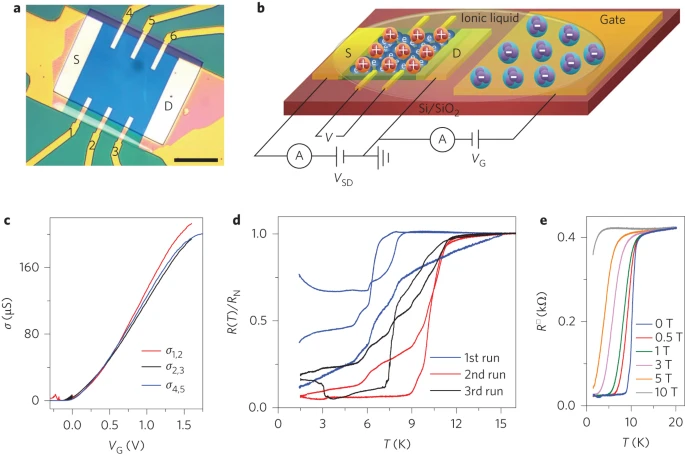 a
4
5
6
S
D
1
2
3
b
Ionic liquid
Gate
S
D
e
e
e
e
e
Si/SiO2
V
A
VSD
A
VG
c
160
80
0
σ (μS)
0.0
0.5
1.0
1.5
VG (V)
σ1,2
σ2,3
σ4,5
d
1.0
0.5
0.0
R(T)/RN
0
3
6
9
12
15
T (K)
1st run
2nd run
3rd run
e
0.4
0.2
0.0
R□ (kΩ)
0
10
20
T (K)
0 T
0.5 T
1 T
3 T
5 T
10 T